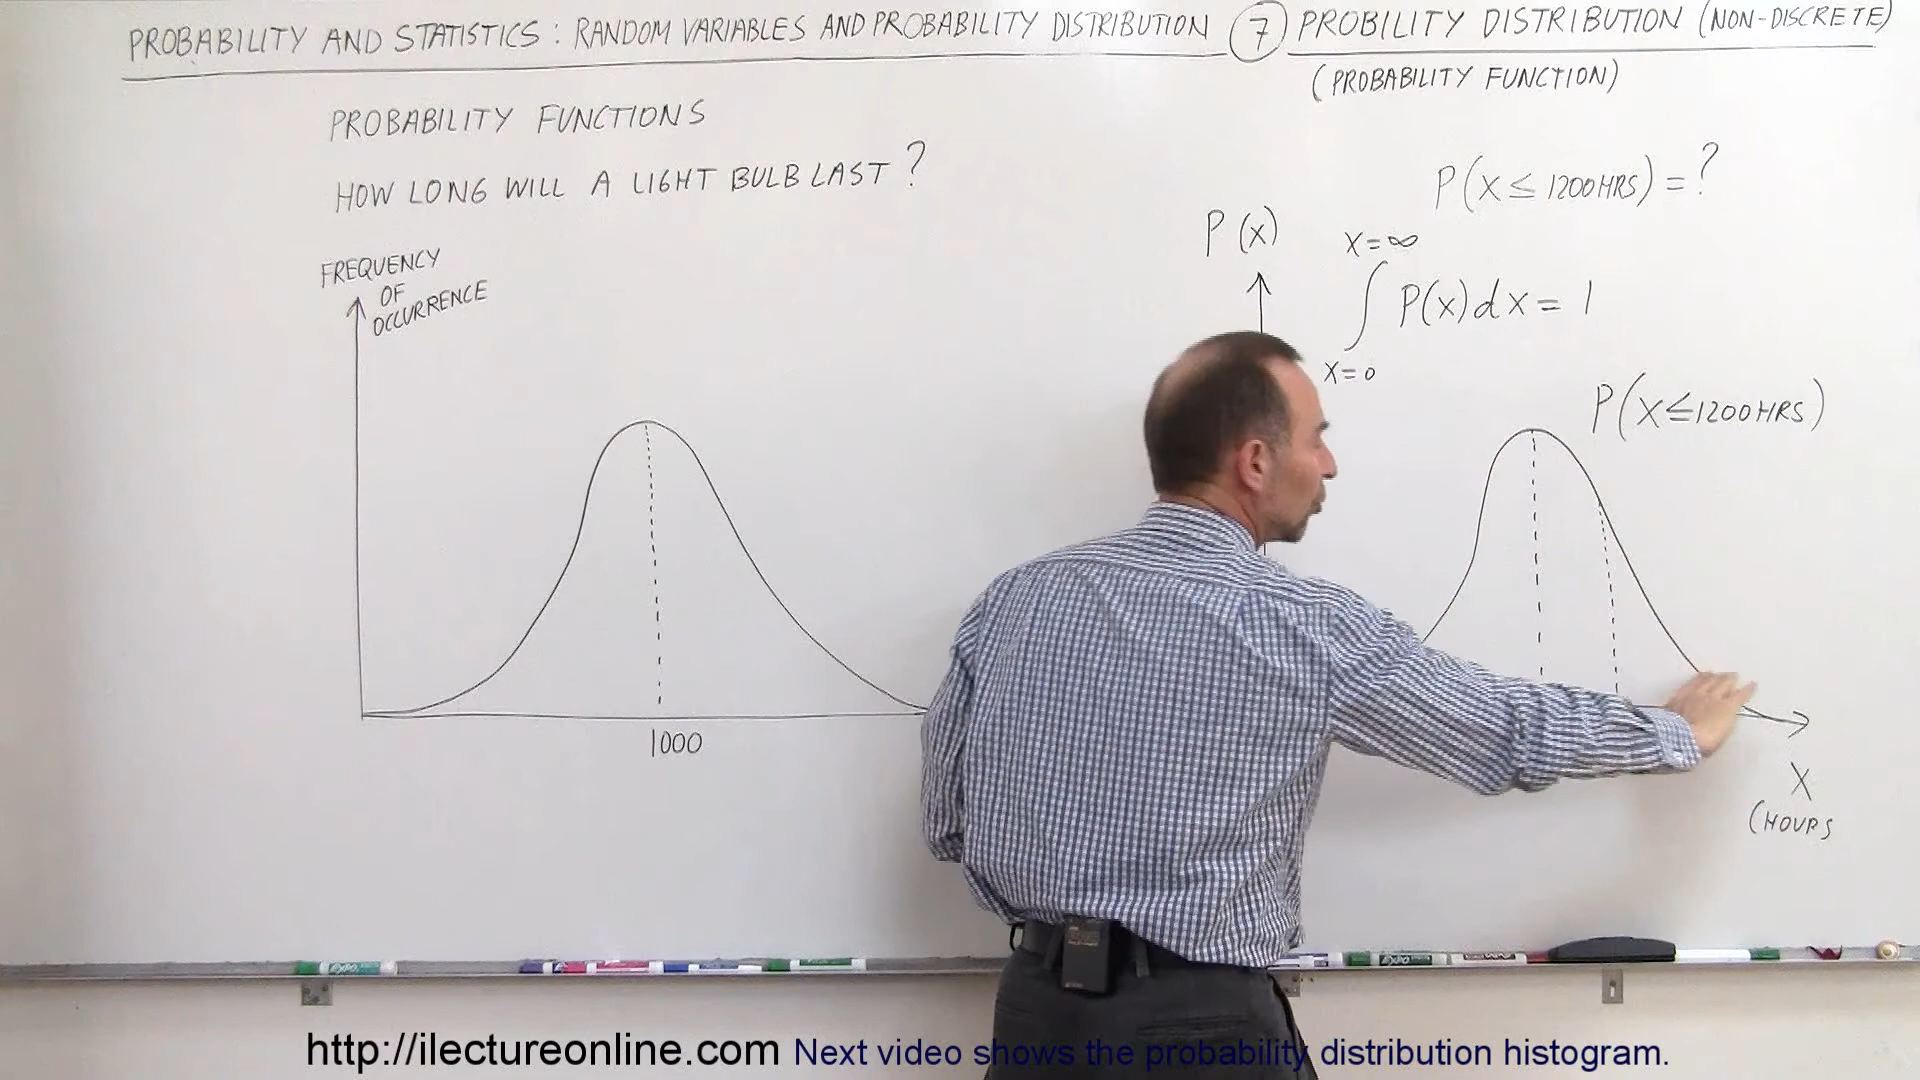 PROBABILITY AND STATISTICS: RANDOM VARIABLES AND PROBABILITY DISTRIBUTION 7 PROBILITY DISTRIBUTION (NON-DISCRETE)
(PROBABILITY FUNCTION)
PROBABILITY FUNCTIONS
HOW LONG WILL A LIGHT BULB LAST?
FREQUENCY
OF
OCCURRENCE
1000
P(X≤1200HRS)=?
P(x)
X=∞
∫ P(x)dx = 1
X=0
P(X≤1200HRS)
X
(HOURS
EXPO
http://ilectureonline.com Next video shows the probability distribution histogram.